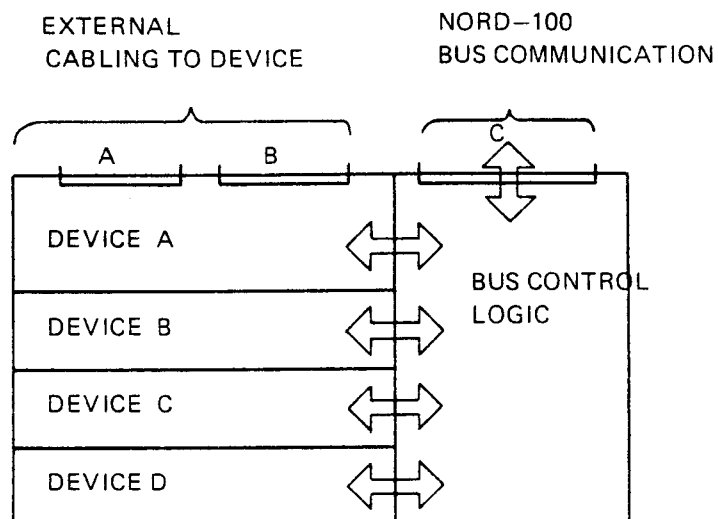 EXTERNAL
CABLING TO DEVICE
NORD-100
BUS COMMUNICATION
A
B
C
DEVICE A
DEVICE B
DEVICE C
DEVICE D
BUS CONTROL
LOGIC